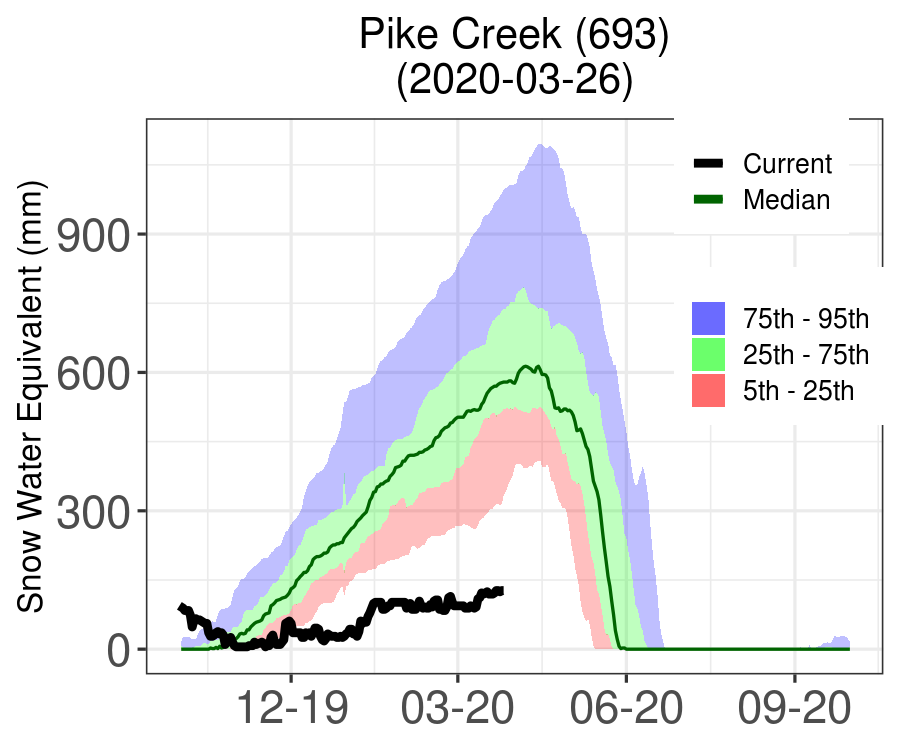 Pike Creek (693)
(2020-03-26)
Snow Water Equivalent (mm)
900
600
300
0
12-19
03-20
06-20
09-20
Current
Median
75th - 95th
25th - 75th
5th - 25th